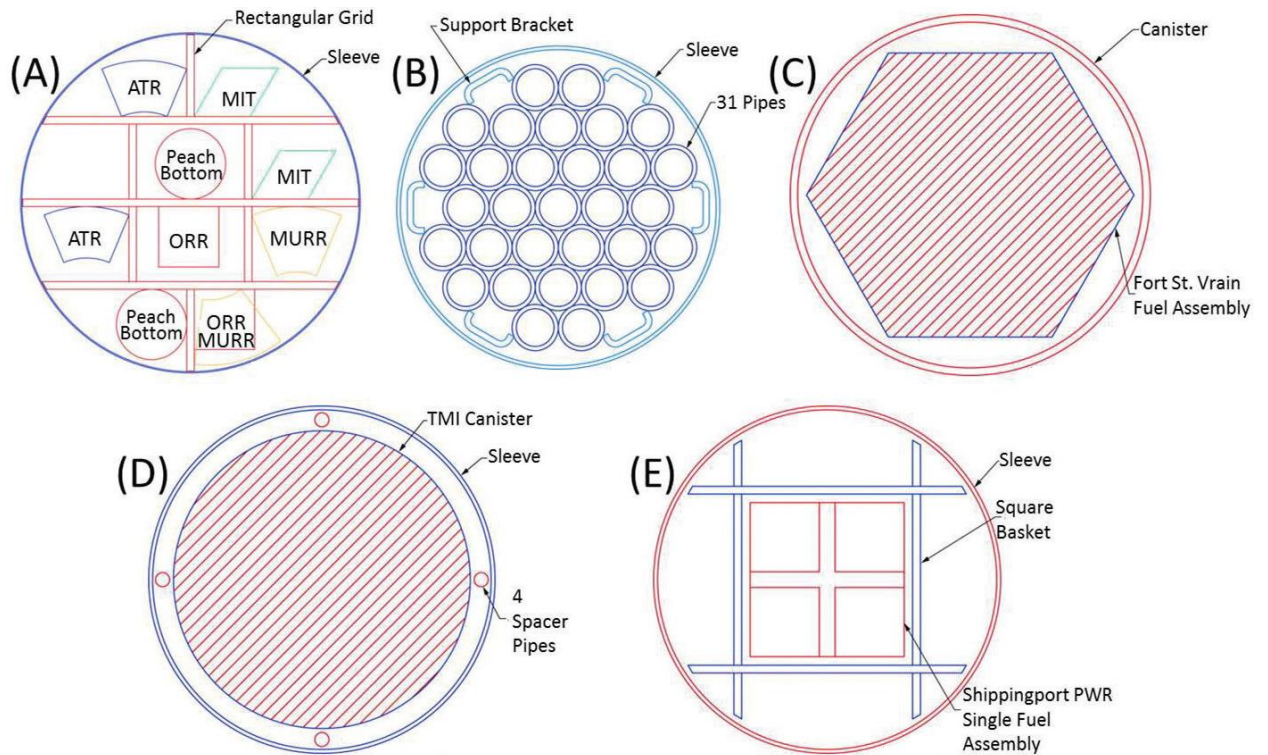 (A)
Rectangular Grid
Sleeve
ATR
MIT
Peach
Bottom
MIT
ATR
ORR
MURR
Peach
Bottom
ORR
MURR
(B)
Support Bracket
Sleeve
31 Pipes
(C)
Canister
Fort St. Vrain
Fuel Assembly
(D)
TMI Canister
Sleeve
4
Spacer
Pipes
(E)
Sleeve
Square
Basket
Shippingport PWR
Single Fuel
Assembly